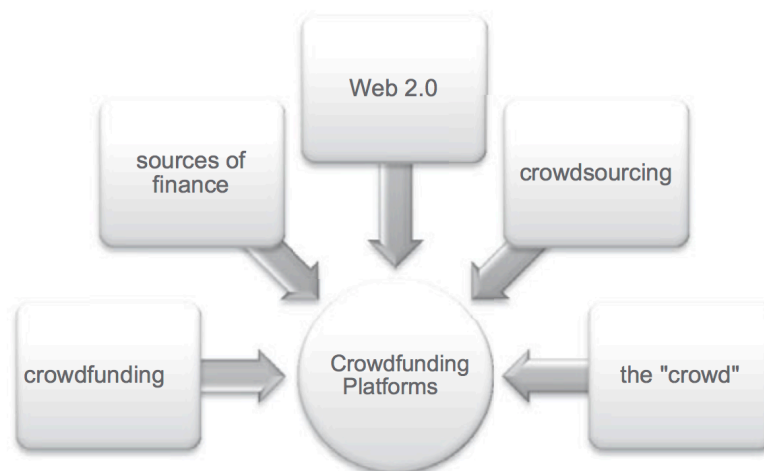 Web 2.0
sources of
finance
crowdsourcing
crowdfunding
Crowdfunding
Platforms
the "crowd"